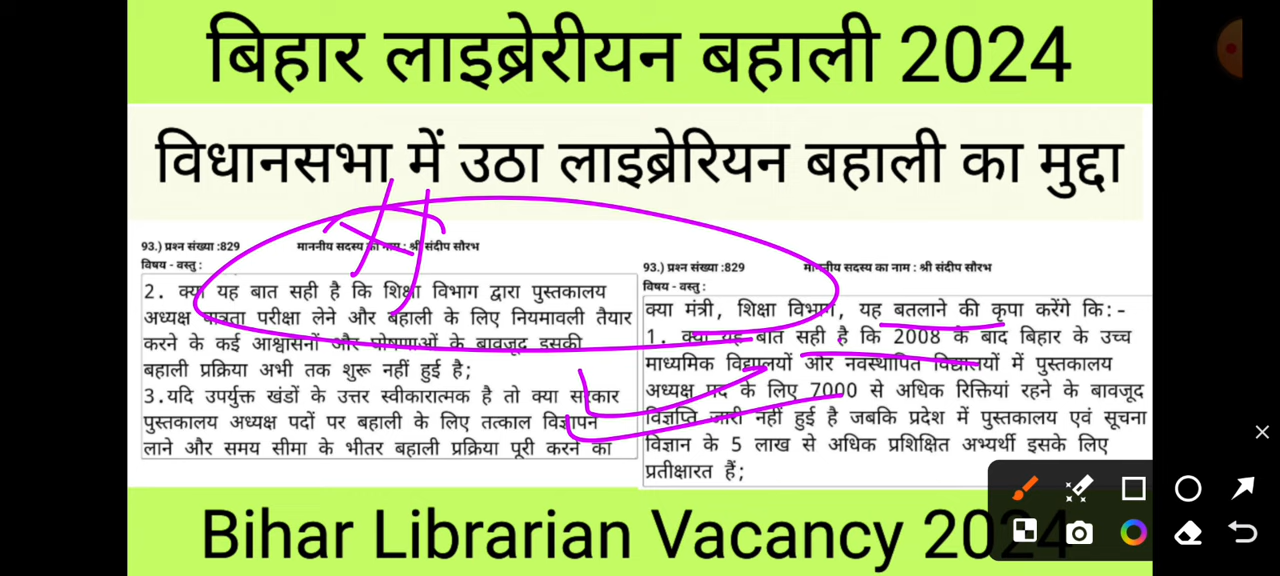 बिहार लाइब्रेरीयन बहाली 2024
विधानसभा में उठा लाइब्रेरियन बहाली का मुद्दा
93.) प्रश्न संख्या :829 माननीय सदस्य का नाम : श्री संदीप सौरभ
विषय - वस्तु :
2. क्या यह बात सही है कि शिक्षा विभाग द्वारा पुस्तकालय
अध्यक्ष पात्रता परीक्षा लेने और बहाली के लिए नियमावली तैयार
करने के कई आश्वासनों और घोषणाओं के बावजूद इसकी
बहाली प्रक्रिया अभी तक शुरू नहीं हुई है;
3.यदि उपर्युक्त खंडों के उत्तर स्वीकारात्मक है तो क्या सरकार
पुस्तकालय अध्यक्ष पदों पर बहाली के लिए तत्काल विज्ञापन
लाने और समय सीमा के भीतर बहाली प्रक्रिया पूरी करने का
93.) प्रश्न संख्या :829 माननीय सदस्य का नाम : श्री संदीप सौरभ
विषय - वस्तु :
क्या मंत्री, शिक्षा विभाग, यह बतलाने की कृपा करेंगे कि:-
1. क्या यह बात सही है कि 2008 के बाद बिहार के उच्च
माध्यमिक विद्यालयों और नवस्थापित विद्यालयों में पुस्तकालय
अध्यक्ष पद के लिए 7000 से अधिक रिक्तियां रहने के बावजूद
विज्ञप्ति जारी नहीं हुई है जबकि प्रदेश में पुस्तकालय एवं सूचना
विज्ञान के 5 लाख से अधिक प्रशिक्षित अभ्यर्थी इसके लिए
प्रतीक्षारत हैं;
Bihar Librarian Vacancy 2024